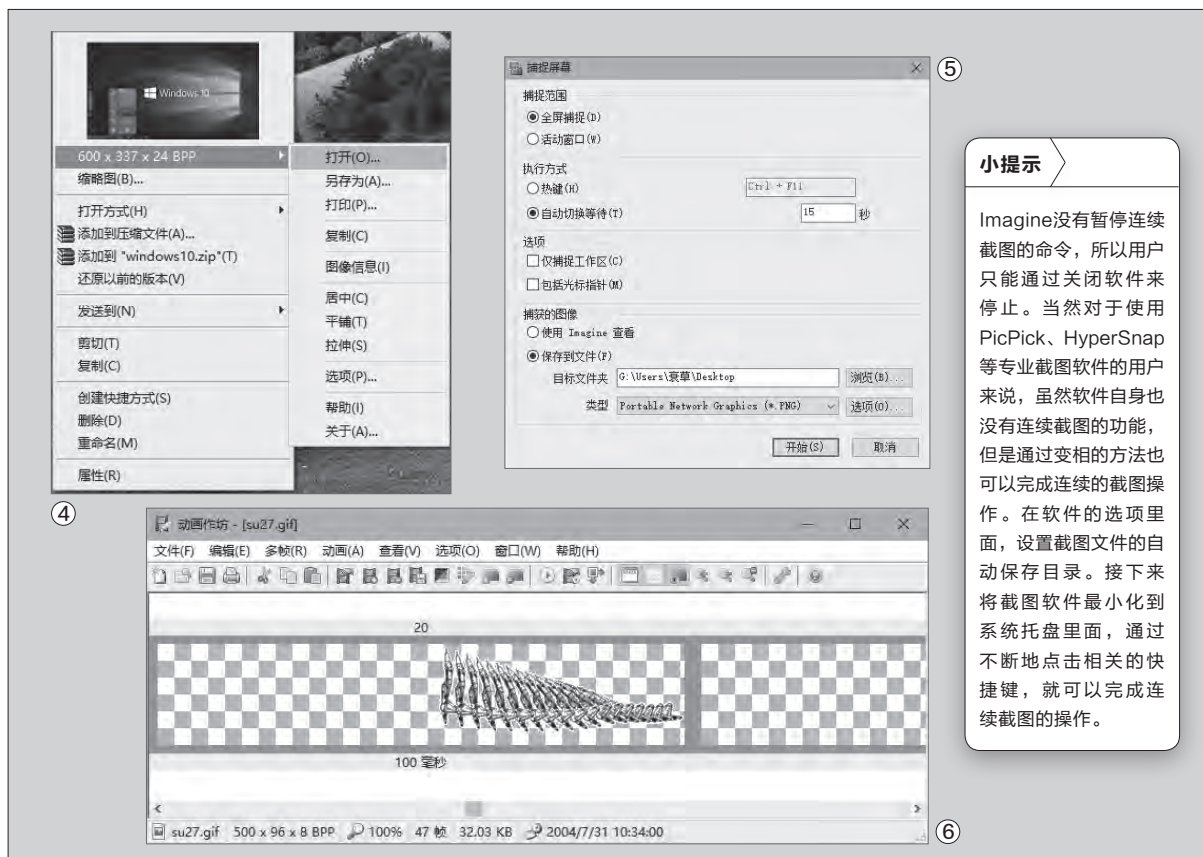 Windows 10
600 x 337 x 24 BPP
缩略图(B)...
打开方式(H)
添加到压缩文件(A)...
添加到 "windows10.zip"(T)
还原以前的版本(V)
发送到(N)
剪切(T)
复制(C)
创建快捷方式(S)
删除(D)
重命名(M)
属性(R)
打开(O)...
另存为(A)...
打印(P)...
复制(C)
图像信息(I)
居中(C)
平铺(T)
拉伸(S)
选项(P)...
帮助(I)
关于(A)...
④
捕捉屏幕
⑤
捕捉范围
全屏捕捉(D)
活动窗口(W)
执行方式
热键(H) Ctrl + F11
自动切换等待(T) 15 秒
选项
仅捕捉工作区(C)
包括光标指针(M)
捕获的图像
使用 Imagine 查看
保存到文件(F)
目标文件夹 G:\Users\衰草\Desktop 浏览(B)...
类型 Portable Network Graphics (*.PNG) 选项(O)...
开始(S) 取消
小提示
Imagine没有暂停连续
截图的命令，所以用户
只能通过关闭软件来
停止。当然对于使用
PicPick、HyperSnap
等专业截图软件的用户
来说，虽然软件自身也
没有连续截图的功能，
但是通过变相的方法也
可以完成连续的截图操
作。在软件的选项里
面，设置截图文件的自
动保存目录。接下来
将截图软件最小化到
系统托盘里面，通过
不断地点击相关的快
捷键，就可以完成连
续截图的操作。
动画作坊 - [su27.gif]
文件(F) 编辑(E) 多帧(R) 动画(A) 查看(V) 选项(O) 窗口(W) 帮助(H)
20
100 毫秒
su27.gif 500 x 96 x 8 BPP 100% 47 帧 32.03 KB 2004/7/31 10:34:00
⑥